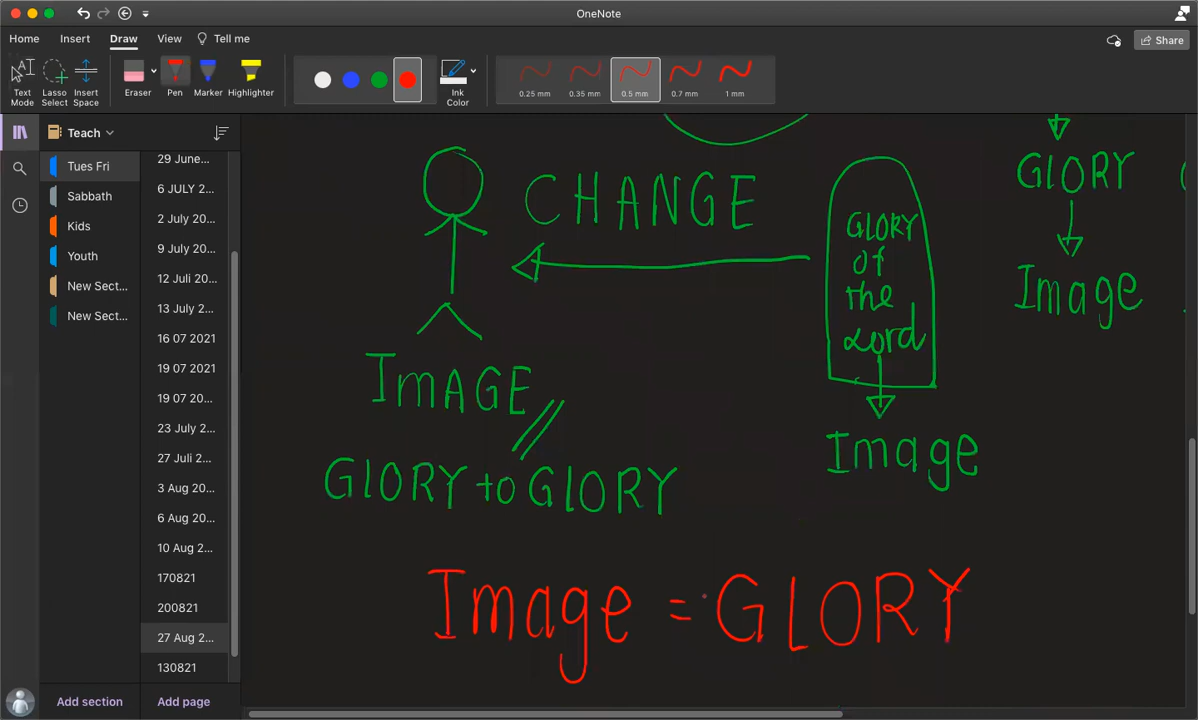 OneNote
Home Insert Draw View Tell me
Share
Text Mode
Lasso Select
Insert Space
Eraser
Pen
Marker
Highlighter
Ink Color
0.25 mm
0.35 mm
0.5 mm
0.7 mm
1 mm
Teach
Tues Fri
Sabbath
Kids
Youth
New Sect...
New Sect...
29 June...
6 JULY 2...
2 July 20...
9 July 20...
12 Juli 20...
13 July 20...
16 07 2021
19 07 2021
19 07 20...
23 July 2...
27 Juli 2...
3 Aug 20...
6 Aug 20...
10 Aug 2...
170821
200821
27 Aug 2...
130821
Add section
Add page
CHANGE
GLORY
of
the
Lord
Image
GLORY
Image
ImAGE
GLORY to GLORY
Image = GLORY